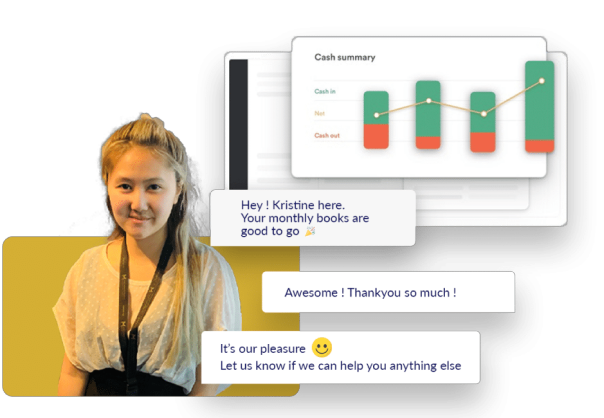 Cash summary
Cash in
Net
Cash out
Hey ! Kristine here.
Your monthly books are
good to go 🎉
Awesome ! Thankyou so much !
It's our pleasure 🙂
Let us know if we can help you anything else